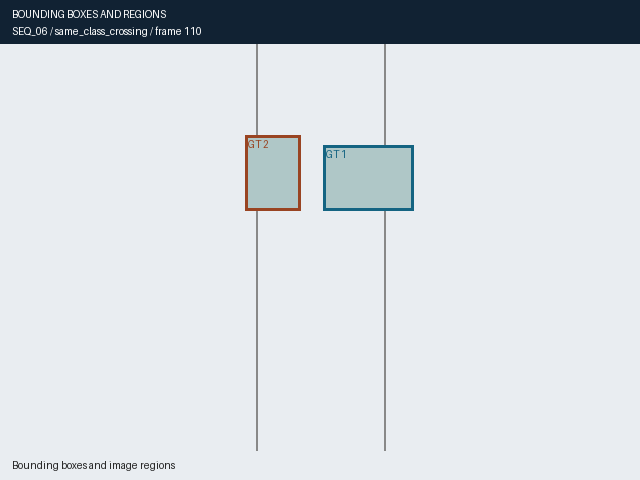 BOUNDING BOXES AND REGIONS
SEQ_06 / same_class_crossing / frame 110
GT2
GT1
Bounding boxes and image regions